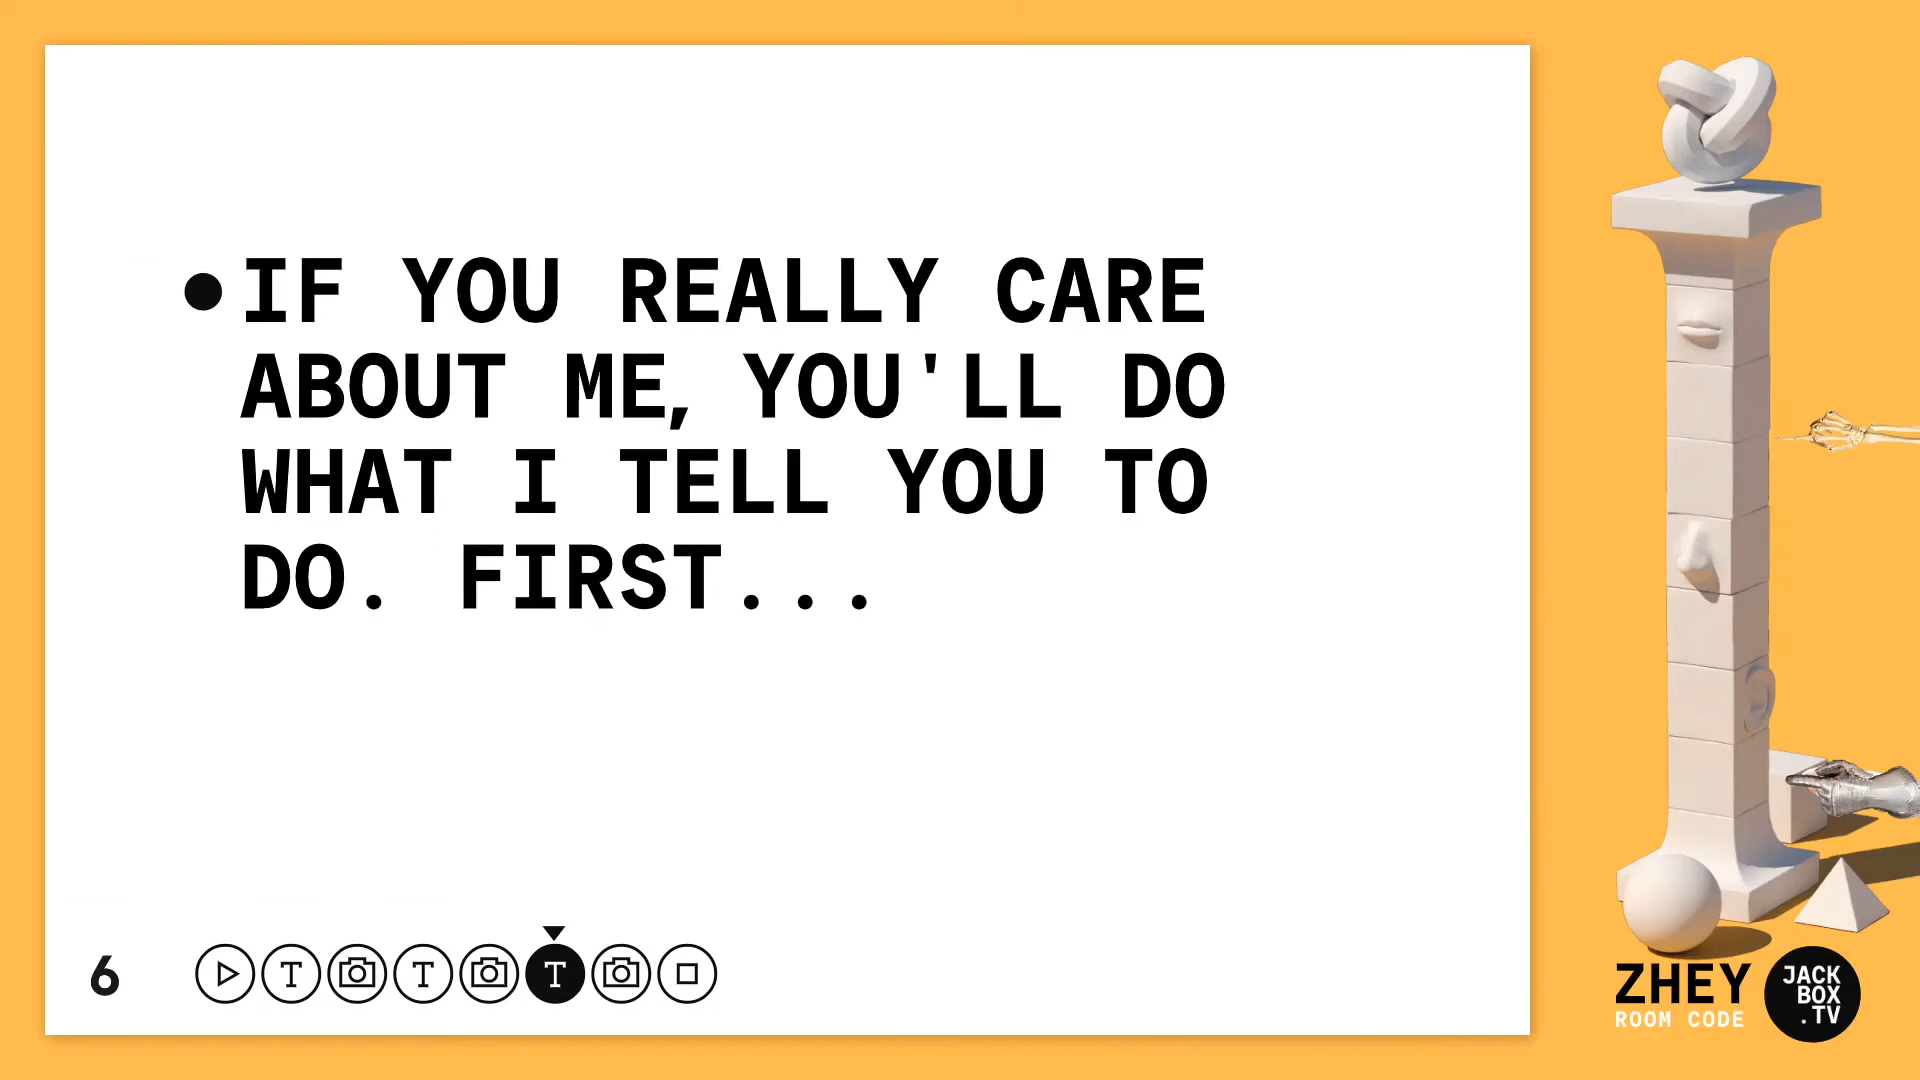 •IF YOU REALLY CARE
ABOUT ME, YOU'LL DO
WHAT I TELL YOU TO
DO. FIRST...
6
T
T
T
ZHEY
ROOM CODE
JACK
BOX
.TV